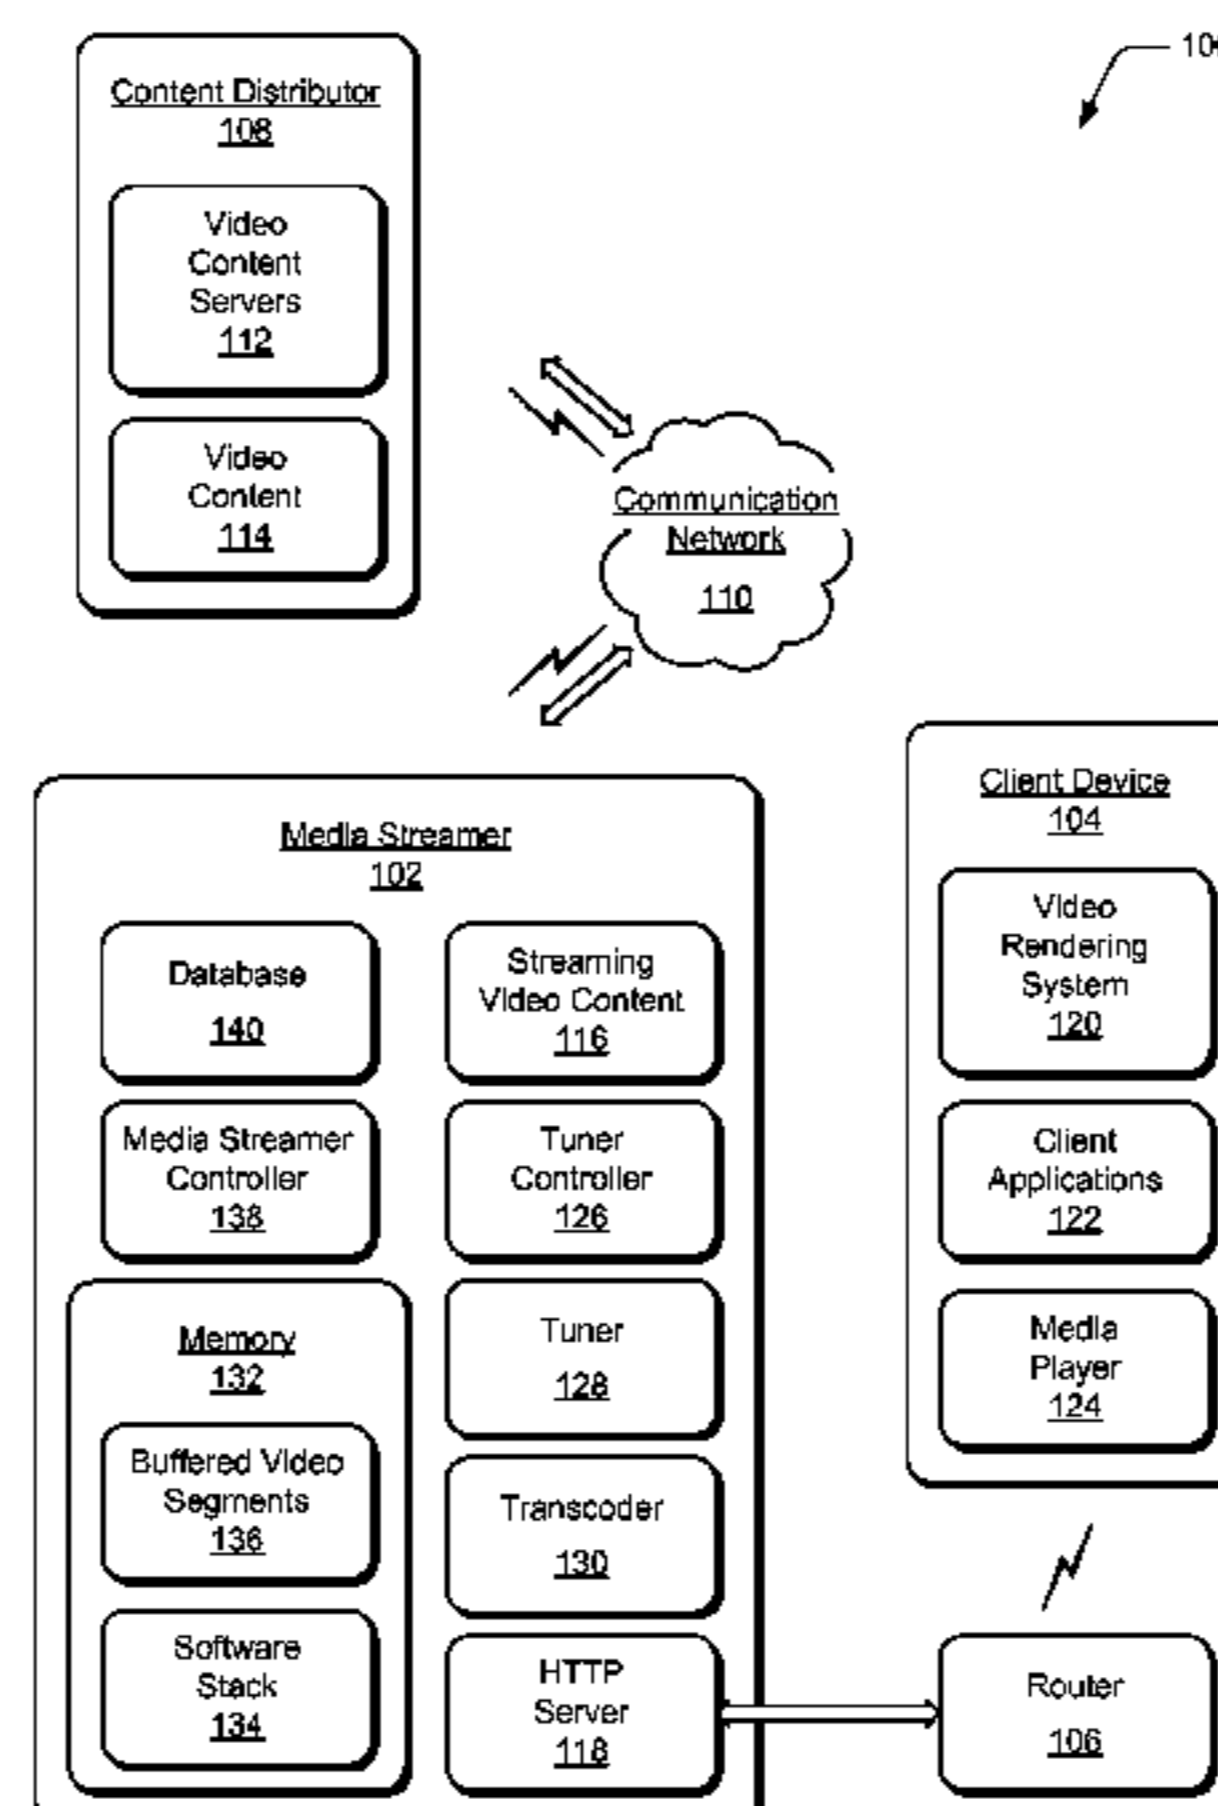 Content Distributor
108
Video
Content
Servers
112
Video
Content
114
Communication
Network
110
Media Streamer
102
Database
140
Streaming
Video Content
116
Media Streamer
Controller
138
Tuner
Controller
126
Memory
132
Buffered Video
Segments
136
Software
Stack
134
Tuner
128
Transcoder
130
HTTP
Server
118
Client Device
104
Video
Rendering
System
120
Client
Applications
122
Media
Player
124
Router
106